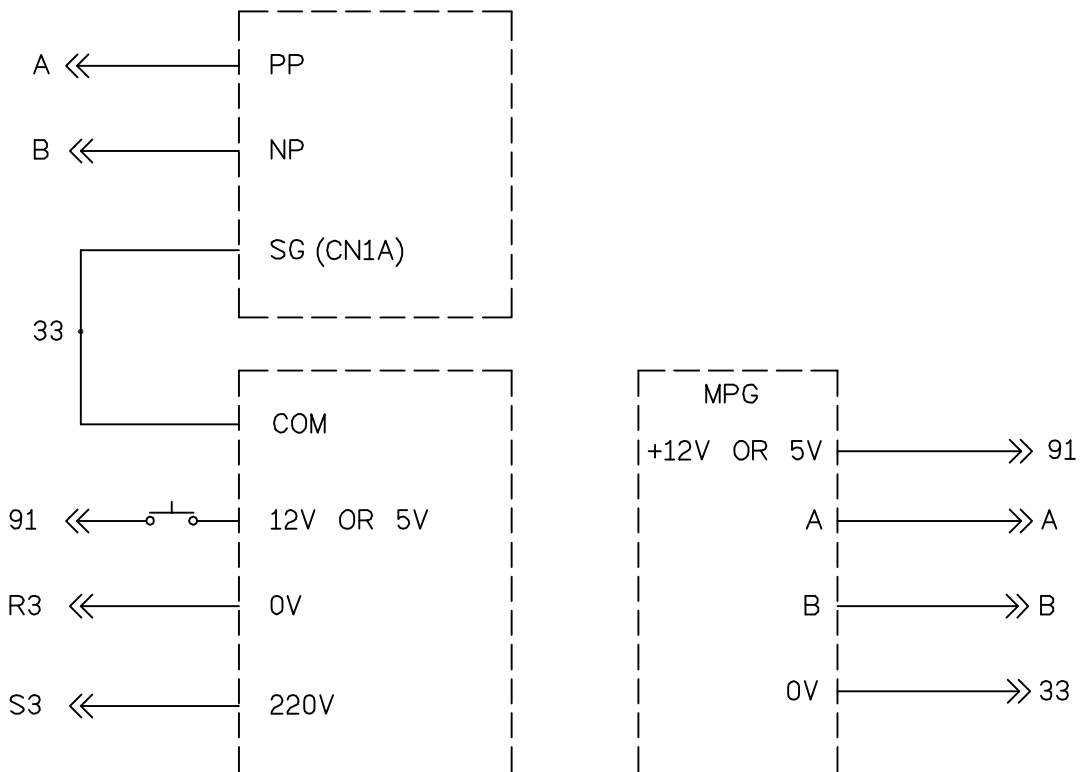 A PP
B NP
SG (CN1A)
33
COM
91 12V OR 5V
R3 0V
S3 220V
MPG
+12V OR 5V 91
A A
B B
0V 33